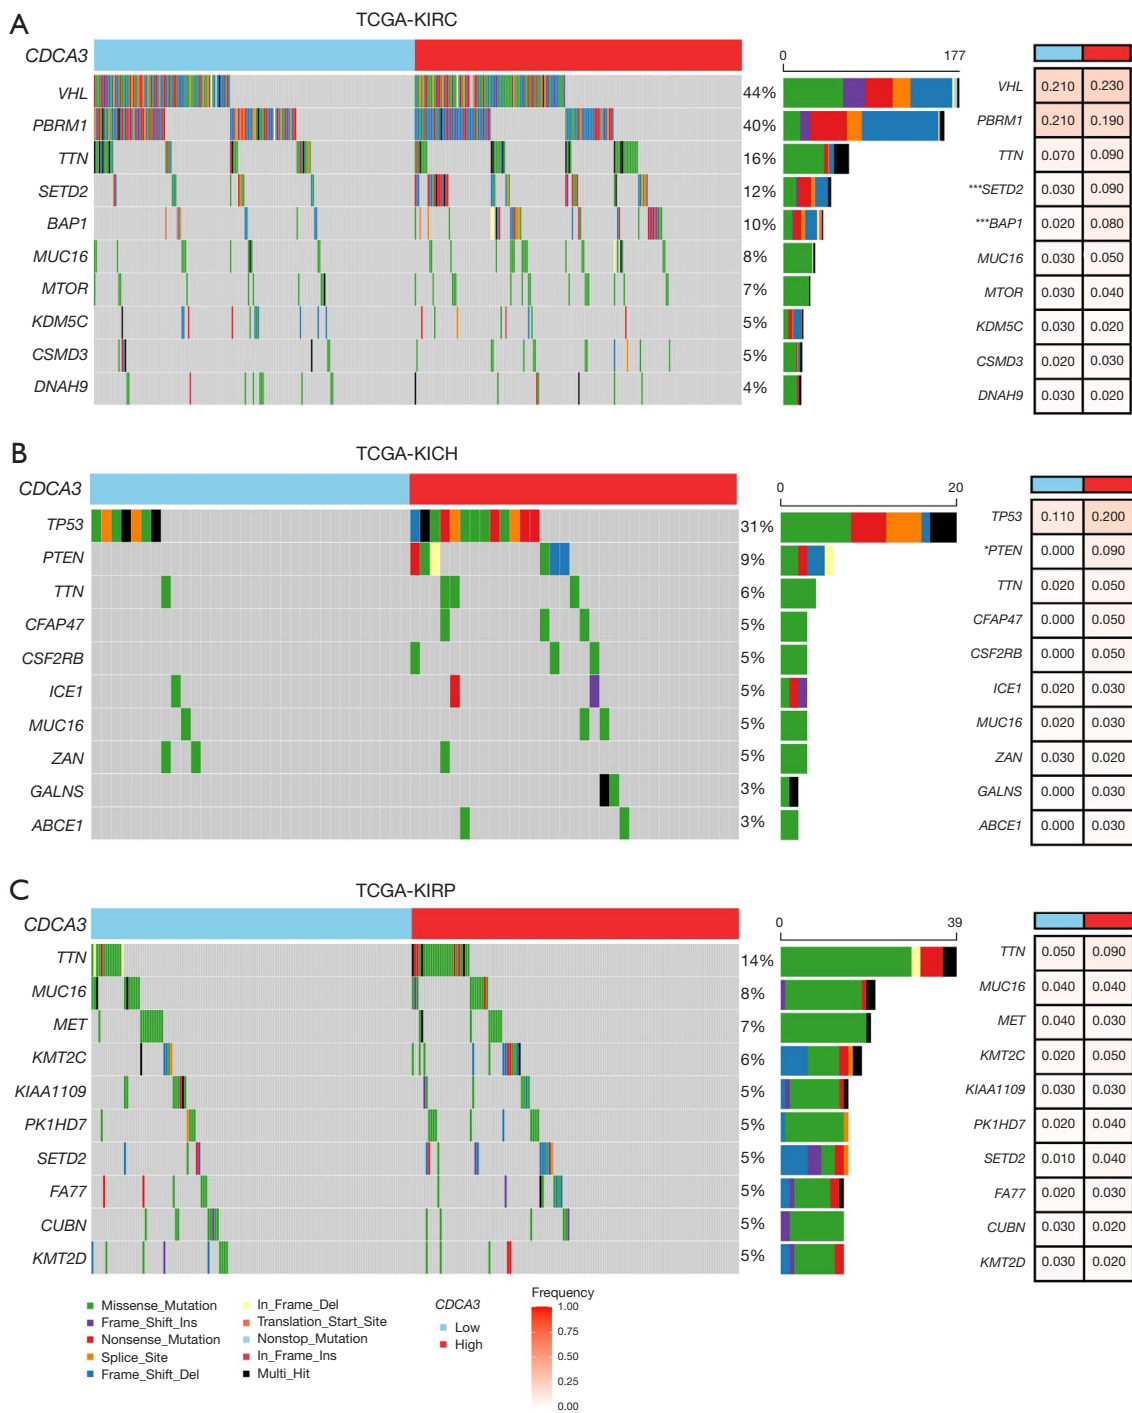 A
TCGA-KIRC
CDCA3
0 177
VHL 44% VHL 0.210 0.230
PBRM1 40% PBRM1 0.210 0.190
TTN 16% TTN 0.070 0.090
SETD2 12% ***SETD2 0.030 0.090
BAP1 10% ***BAP1 0.020 0.080
MUC16 8% MUC16 0.030 0.050
MTOR 7% MTOR 0.030 0.040
KDM5C 5% KDM5C 0.030 0.020
CSMD3 5% CSMD3 0.020 0.030
DNAH9 4% DNAH9 0.030 0.020
B
TCGA-KICH
CDCA3
0 20
TP53 31% TP53 0.110 0.200
PTEN 9% *PTEN 0.000 0.090
TTN 6% TTN 0.020 0.050
CFAP47 5% CFAP47 0.000 0.050
CSF2RB 5% CSF2RB 0.000 0.050
ICE1 5% ICE1 0.020 0.030
MUC16 5% MUC16 0.020 0.030
ZAN 5% ZAN 0.030 0.020
GALNS 3% GALNS 0.000 0.030
ABCE1 3% ABCE1 0.000 0.030
C
TCGA-KIRP
CDCA3
0 39
TTN 14% TTN 0.050 0.090
MUC16 8% MUC16 0.040 0.040
MET 7% MET 0.040 0.030
KMT2C 6% KMT2C 0.020 0.050
KIAA1109 5% KIAA1109 0.030 0.030
PK1HD7 5% PK1HD7 0.020 0.040
SETD2 5% SETD2 0.010 0.040
FA77 5% FA77 0.020 0.030
CUBN 5% CUBN 0.030 0.020
KMT2D 5% KMT2D 0.030 0.020
Missense_Mutation
Frame_Shift_Ins
Nonsense_Mutation
Splice_Site
Frame_Shift_Del
In_Frame_Del
Translation_Start_Site
Nonstop_Mutation
In_Frame_Ins
Multi_Hit
CDCA3
Low
High
Frequency
1.00
0.75
0.50
0.25
0.00